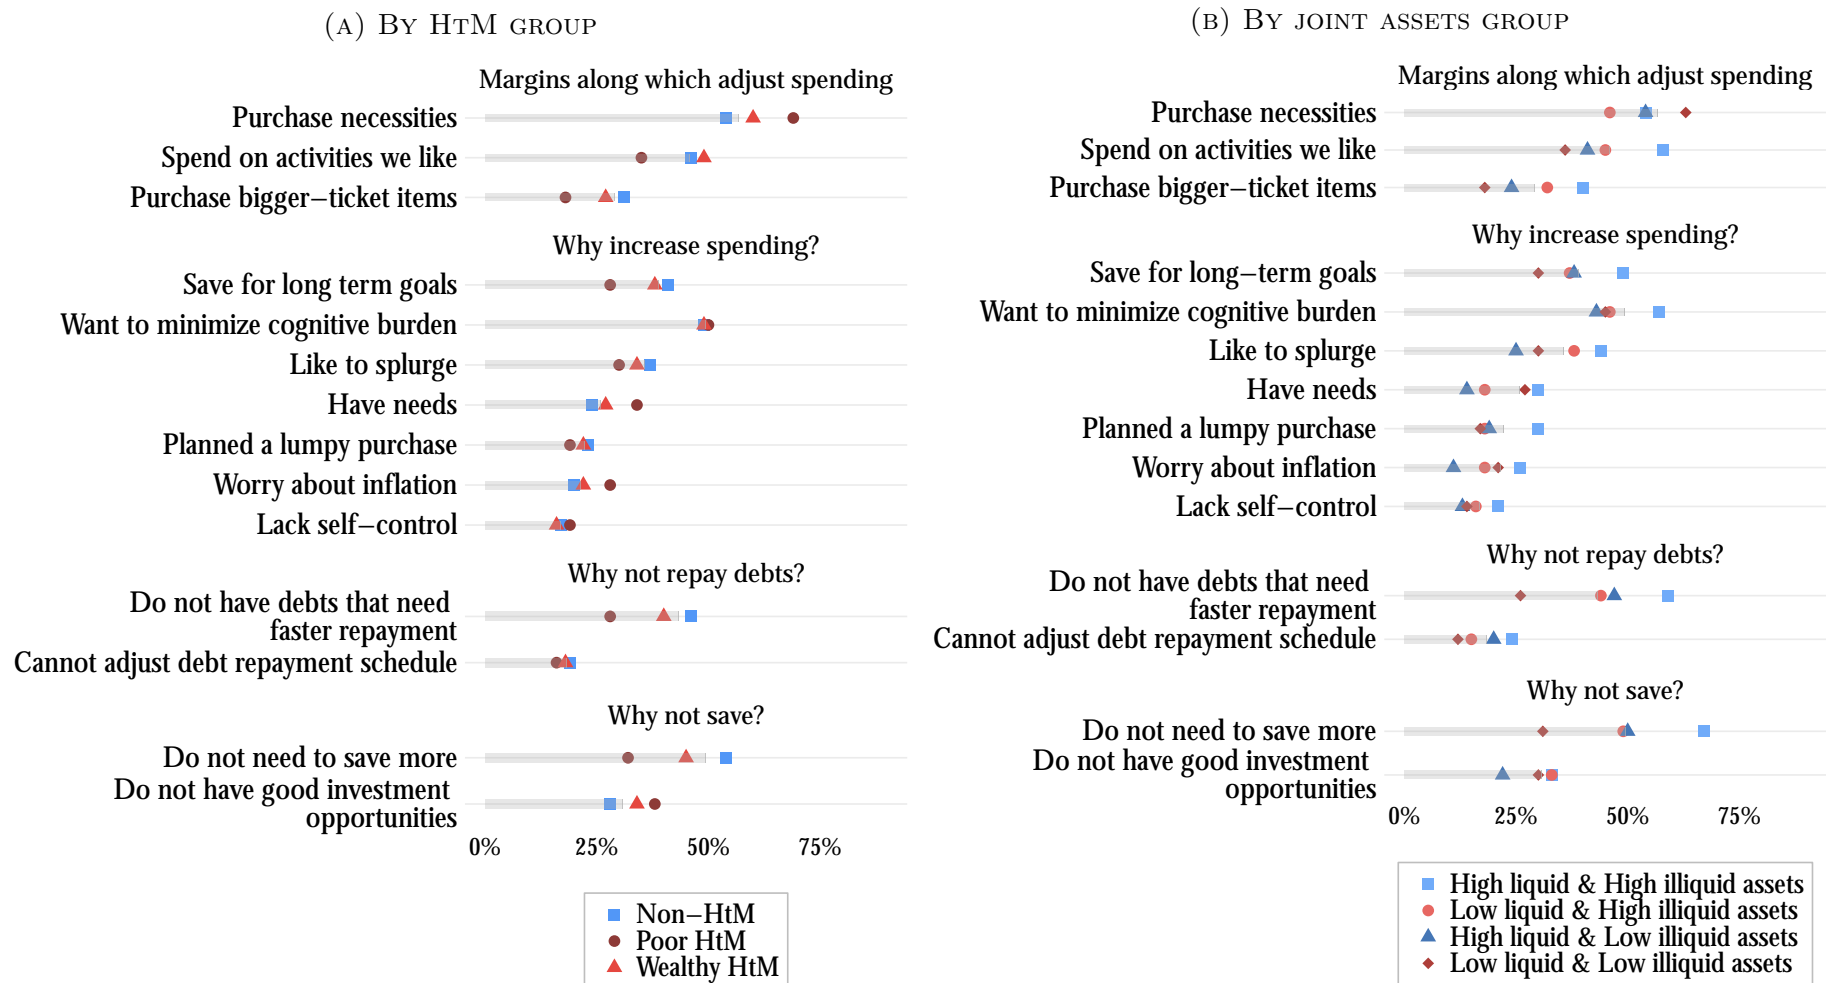 (A) By HtM group
Margins along which adjust spending
Purchase necessities
Spend on activities we like
Purchase bigger–ticket items
Why increase spending?
Save for long term goals
Want to minimize cognitive burden
Like to splurge
Have needs
Planned a lumpy purchase
Worry about inflation
Lack self–control
Why not repay debts?
Do not have debts that need
faster repayment
Cannot adjust debt repayment schedule
Why not save?
Do not need to save more
Do not have good investment
opportunities
0% 25% 50% 75%
Non–HtM
Poor HtM
Wealthy HtM
(B) By joint assets group
Margins along which adjust spending
Purchase necessities
Spend on activities we like
Purchase bigger–ticket items
Why increase spending?
Save for long–term goals
Want to minimize cognitive burden
Like to splurge
Have needs
Planned a lumpy purchase
Worry about inflation
Lack self–control
Why not repay debts?
Do not have debts that need
faster repayment
Cannot adjust debt repayment schedule
Why not save?
Do not need to save more
Do not have good investment
opportunities
0% 25% 50% 75%
High liquid & High illiquid assets
Low liquid & High illiquid assets
High liquid & Low illiquid assets
Low liquid & Low illiquid assets